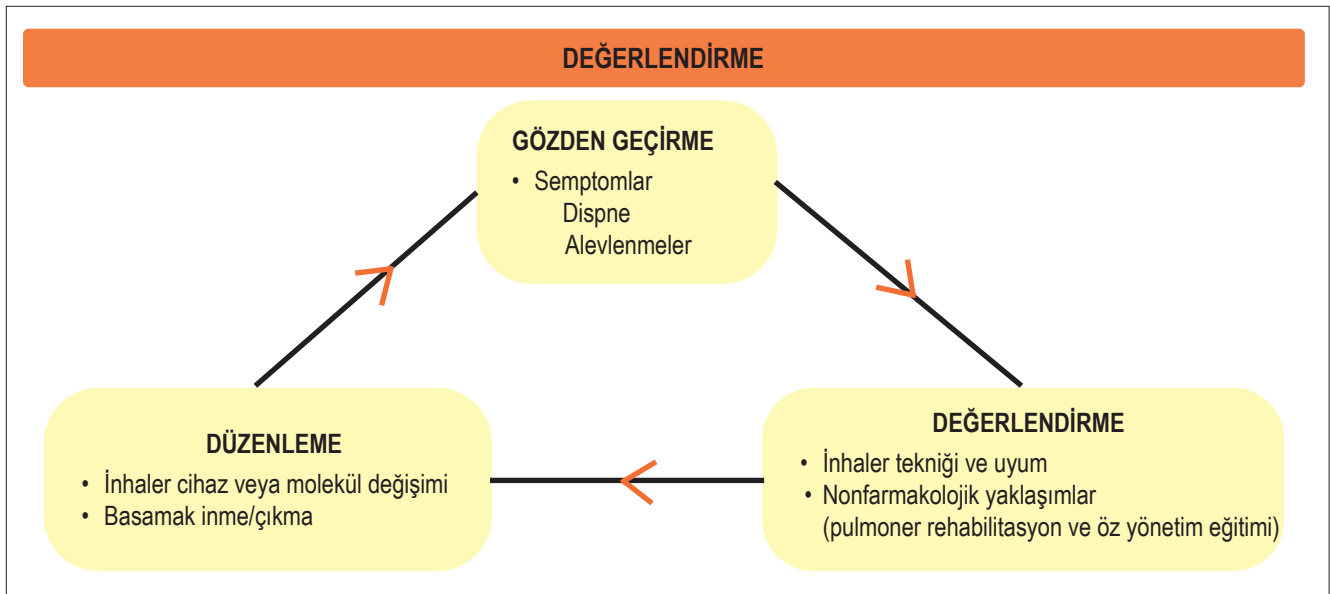 DEĞERLENDİRME
GÖZDEN GEÇİRME
• Semptomlar
Dispne
Alevlenmeler
DEĞERLENDİRME
• İnhaler tekniği ve uyum
• Nonfarmakolojik yaklaşımlar
(pulmoner rehabilitasyon ve öz yönetim eğitimi)
DÜZENLEME
• İnhaler cihaz veya molekül değişimi
• Basamak inme/çıkma